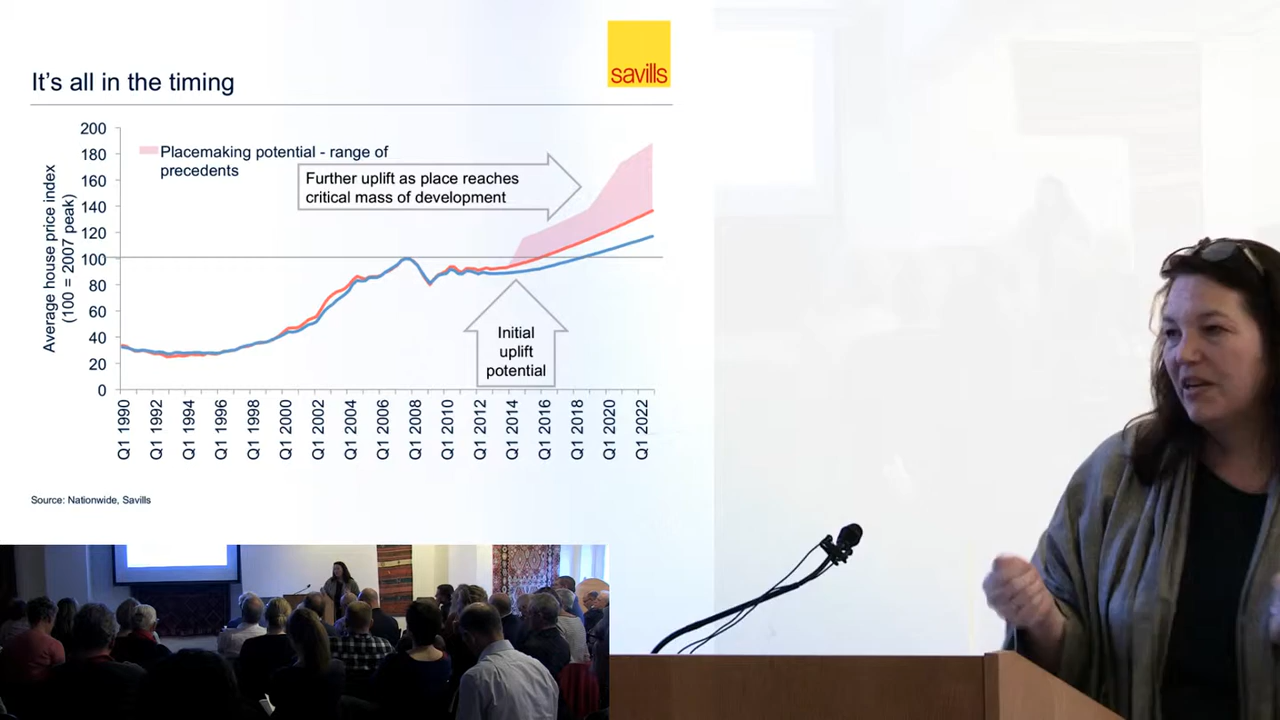 savills
It's all in the timing
Average house price index
(100 = 2007 peak)
200
180
160
140
120
100
80
60
40
20
0
Placemaking potential - range of
precedents
Further uplift as place reaches
critical mass of development
Initial
uplift
potential
Q1 1990
Q1 1992
Q1 1994
Q1 1996
Q1 1998
Q1 2000
Q1 2002
Q1 2004
Q1 2006
Q1 2008
Q1 2010
Q1 2012
Q1 2014
Q1 2016
Q1 2018
Q1 2020
Q1 2022
Source: Nationwide, Savills